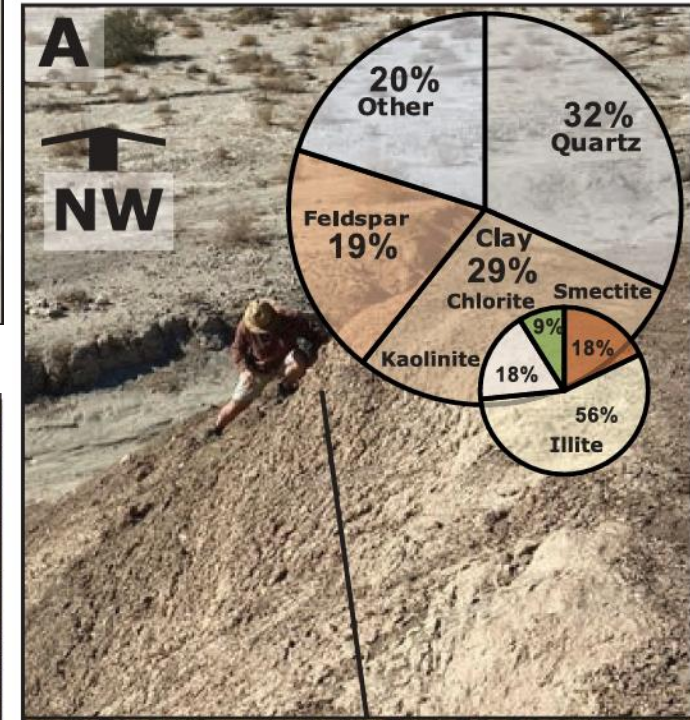 A
NW
20%
Other
32%
Quartz
Feldspar
19%
Clay
29%
Chlorite
Smectite
Kaolinite
9%
18%
18%
56%
Illite